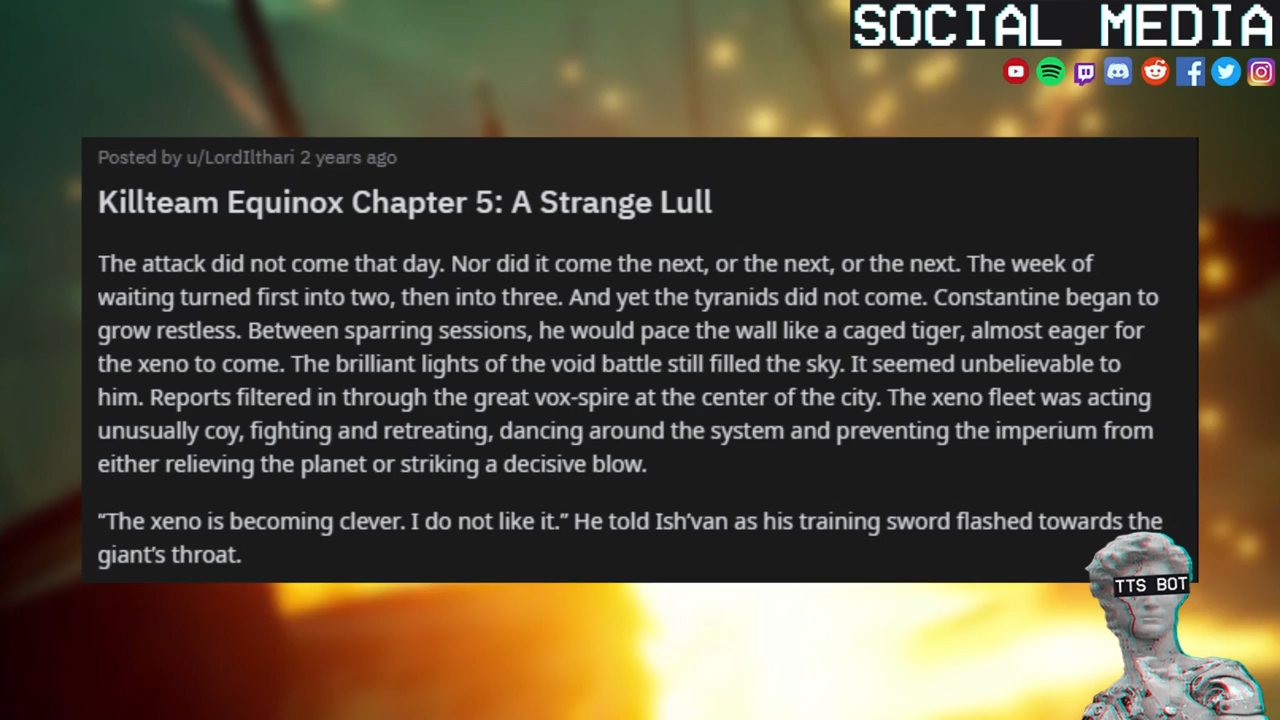 SOCIAL MEDIA
Posted by u/LordIlthari 2 years ago
Killteam Equinox Chapter 5: A Strange Lull
The attack did not come that day. Nor did it come the next, or the next, or the next. The week of
waiting turned first into two, then into three. And yet the tyranids did not come. Constantine began to
grow restless. Between sparring sessions, he would pace the wall like a caged tiger, almost eager for
the xeno to come. The brilliant lights of the void battle still filled the sky. It seemed unbelievable to
him. Reports filtered in through the great vox-spire at the center of the city. The xeno fleet was acting
unusually coy, fighting and retreating, dancing around the system and preventing the imperium from
either relieving the planet or striking a decisive blow.
“The xeno is becoming clever. I do not like it.” He told Ish’van as his training sword flashed towards the
giant’s throat.
TTS BOT